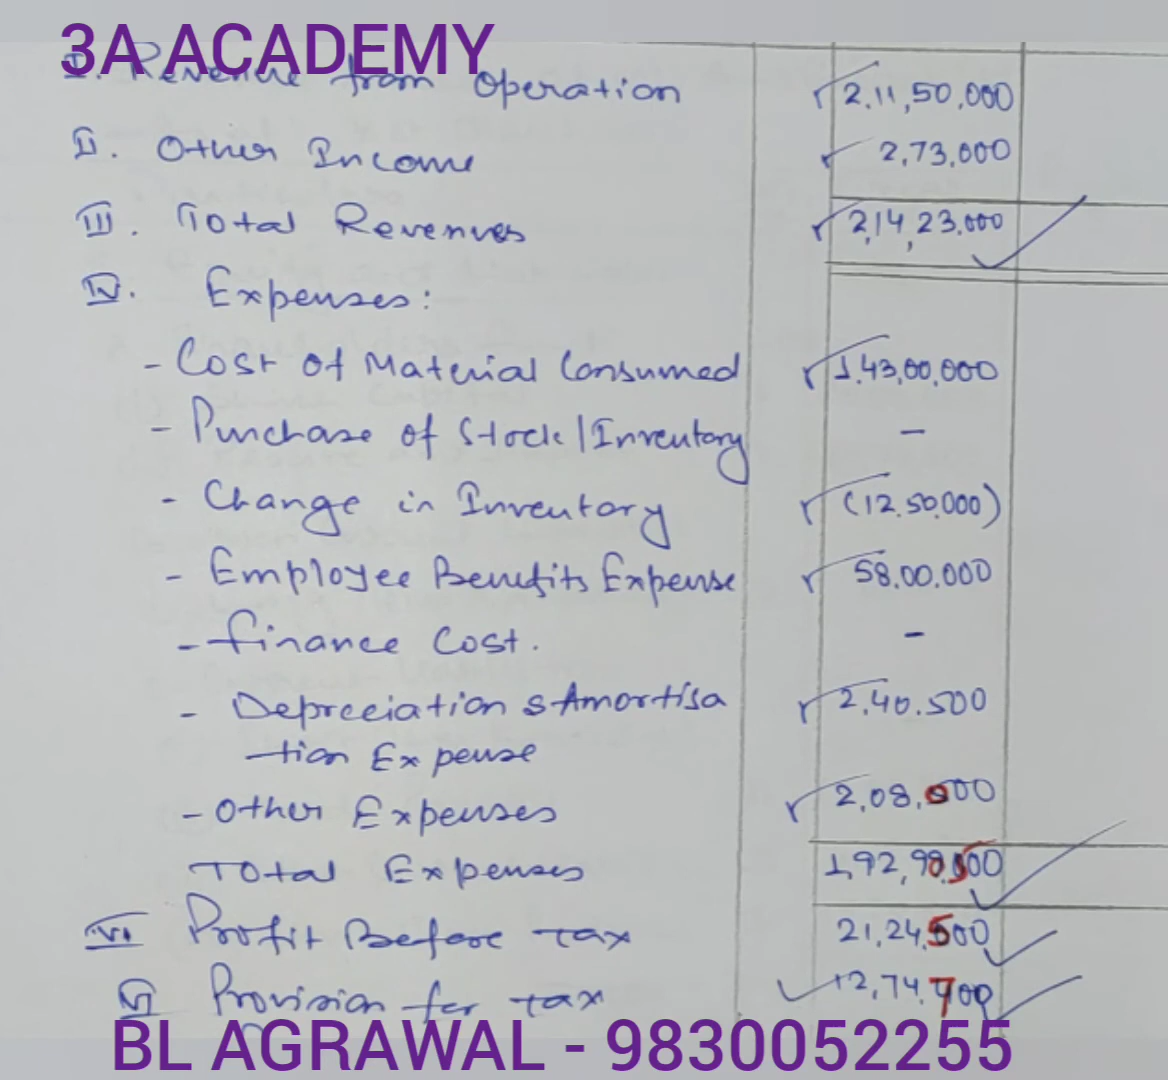 3A ACADEMY
I. Revenue from Operation 2,11,50,000
II. Other Income 2,73,000
III. Total Revenues 2,14,23,000
IV. Expenses:
- Cost of Material Consumed 1,43,00,000
- Purchase of Stock/Inventory -
- Change in Inventory (12,50,000)
- Employee Benefits Expense 58,00,000
- Finance Cost. -
- Depreciation & Amortisa 2,40,500
tion Expense
- Other Expenses 2,08,000
Total Expenses 1,92,98,500
VI Profit Before tax 21,24,500
Provision for tax 12,74,700
BL AGRAWAL - 9830052255